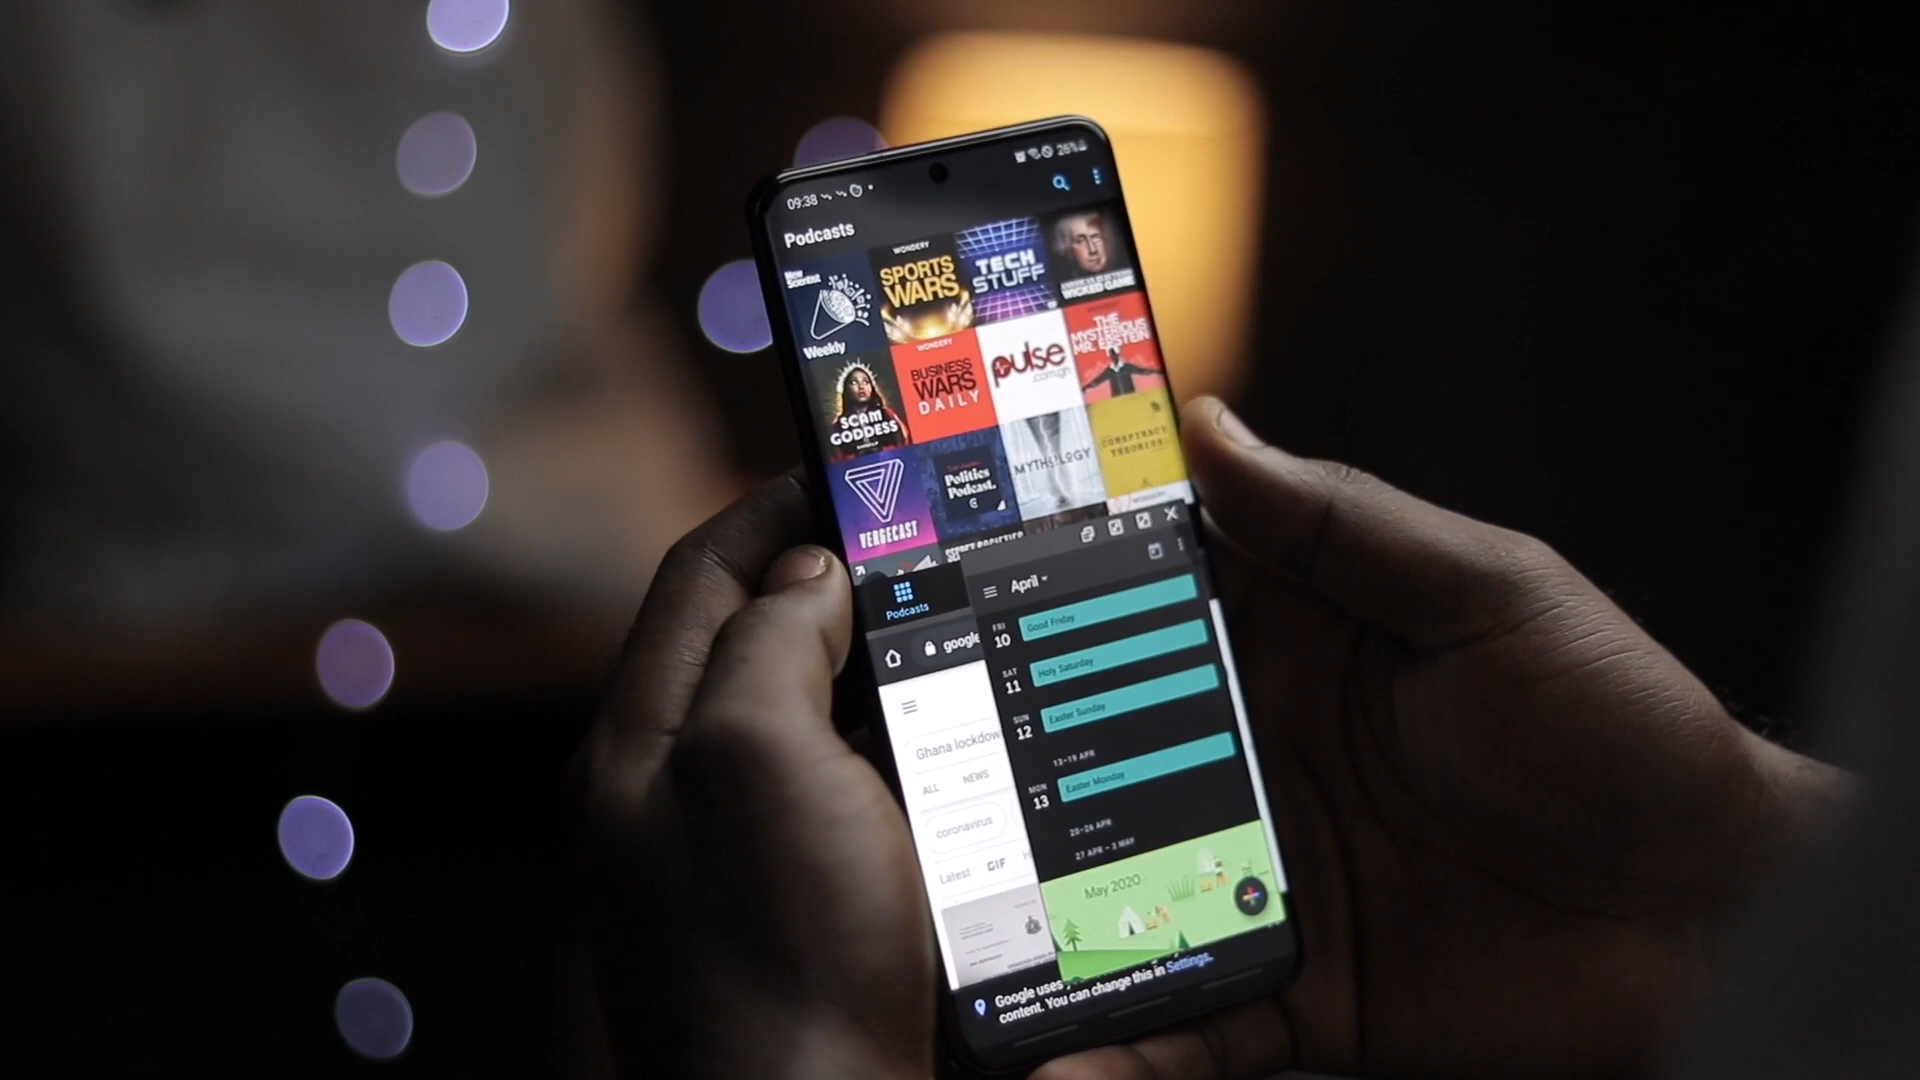 09:38
26%
Podcasts
New Scientist
Weekly
WONDERY
SPORTS
WARS
TECH
STUFF
WICKED GAME
SCAM
GODDESS
WONDERY
BUSINESS
WARS
DAILY
pulse
.com.gh
THE
MYSTERIOUS
MR. EPSTEIN
VERGECAST
Politics
Podcast.
MYTHOLOGY
CONSPIRACY
THEORIES
WONDERY
SECRET SOCIETIES
Podcasts
April
FRI
10
Good Friday
SAT
11
Holy Saturday
SUN
12
Easter Sunday
13–19 APR
MON
13
Easter Monday
20–26 APR
27 APR – 3 MAY
May 2020
google
Ghana lockdow
ALL NEWS
coronavirus
Latest GIF H
Google uses
content. You can change this in Settings.